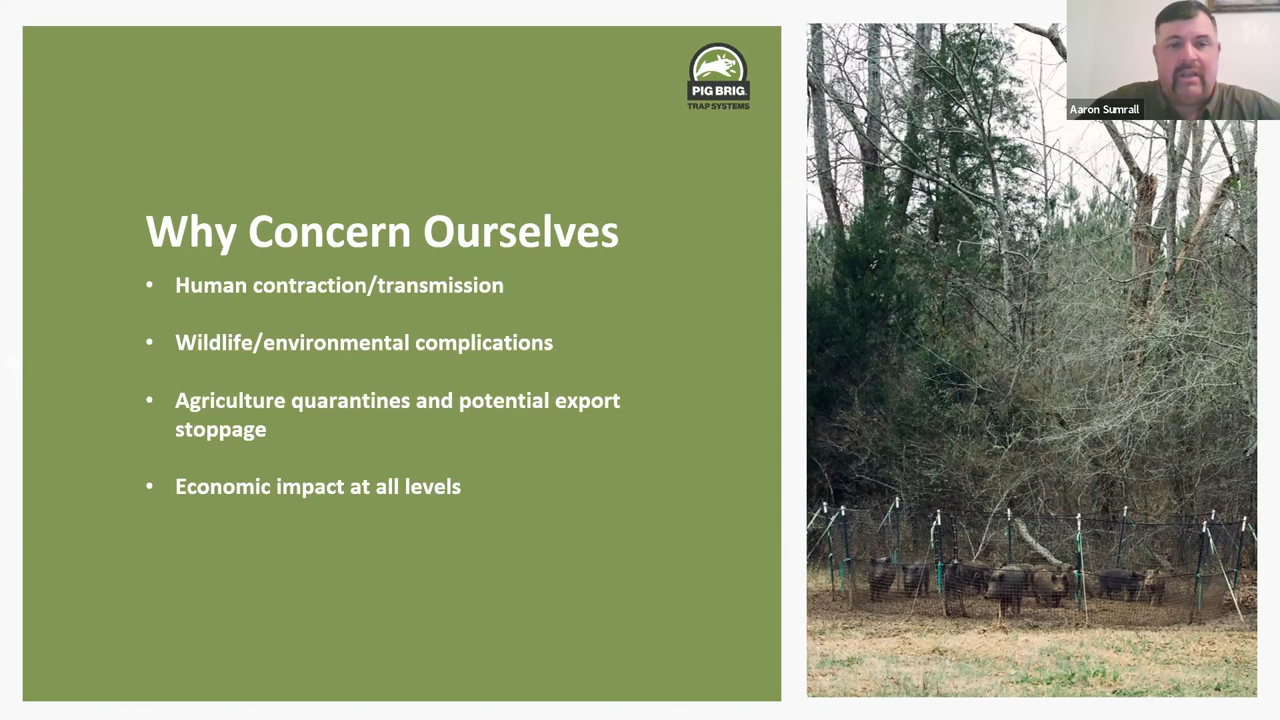 PIG BRIG
TRAP SYSTEMS
Aaron Sumrall
Why Concern Ourselves
• Human contraction/transmission
• Wildlife/environmental complications
• Agriculture quarantines and potential export
stoppage
• Economic impact at all levels